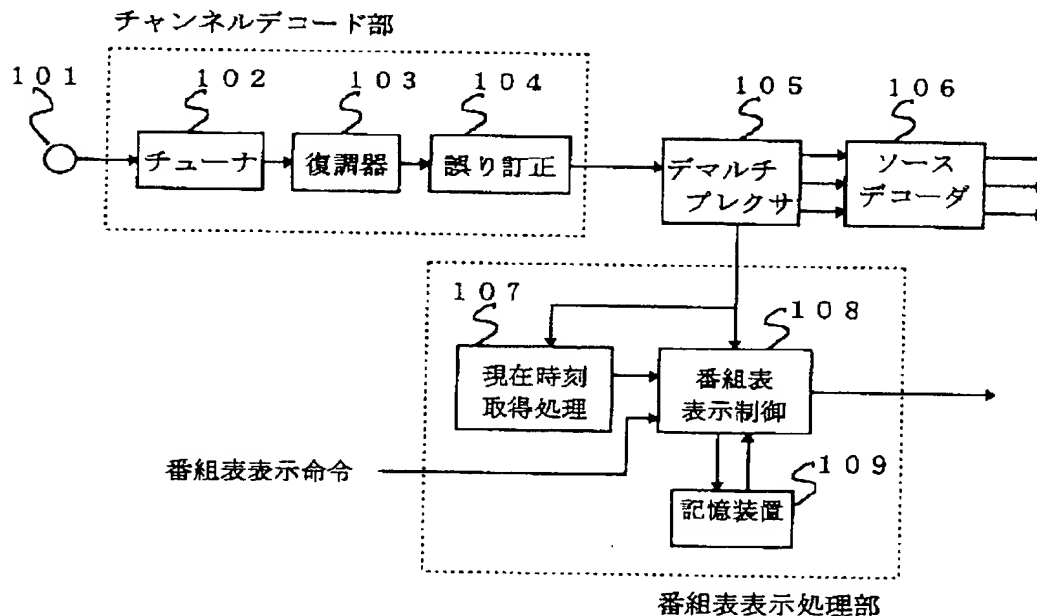 チャンネルデコード部
101
102
103
104
105
106
チューナ
復調器
誤り訂正
デマルチ
プレクサ
ソース
デコーダ
107
108
現在時刻
取得処理
番組表
表示制御
番組表表示命令
109
記憶装置
番組表表示処理部